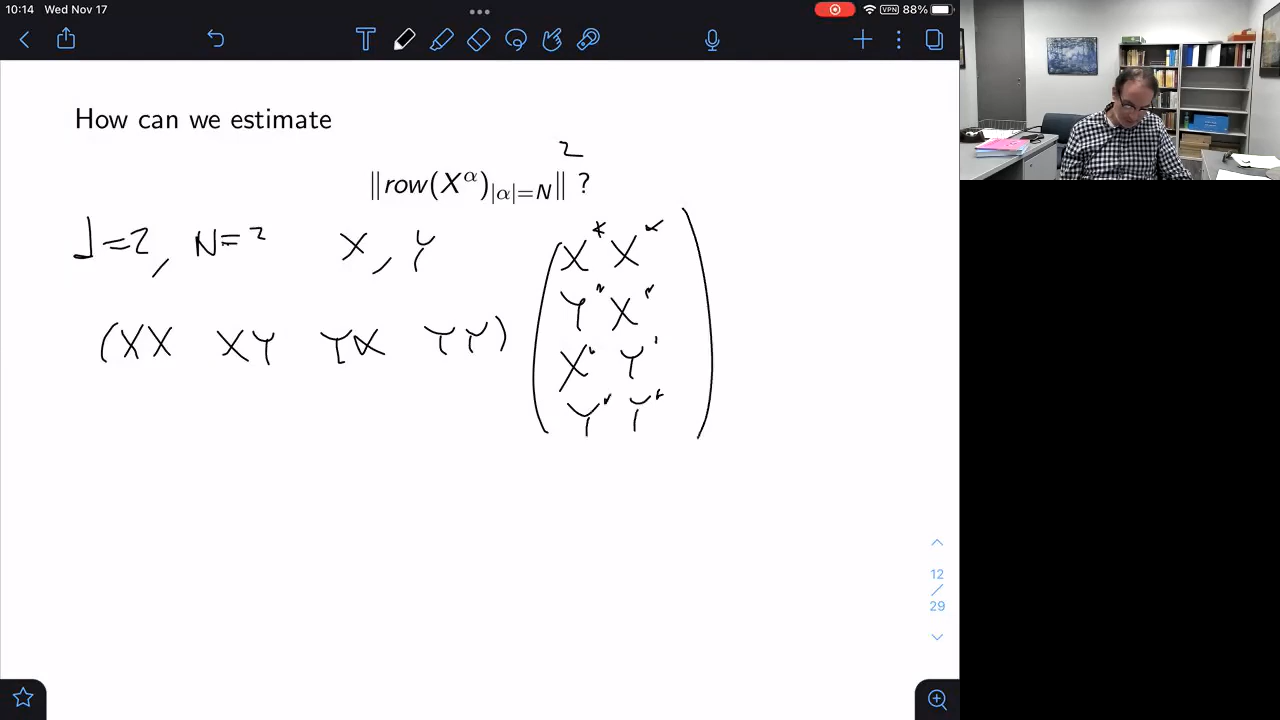 10:14 Wed Nov 17
VPN 88%
How can we estimate
‖row(X^α)_{|α|=N}‖² ?
d=2, N=2 X, Y
(XX XY YX YY)
X* X*
Y* X*
X* Y*
Y* Y*
12
/
29